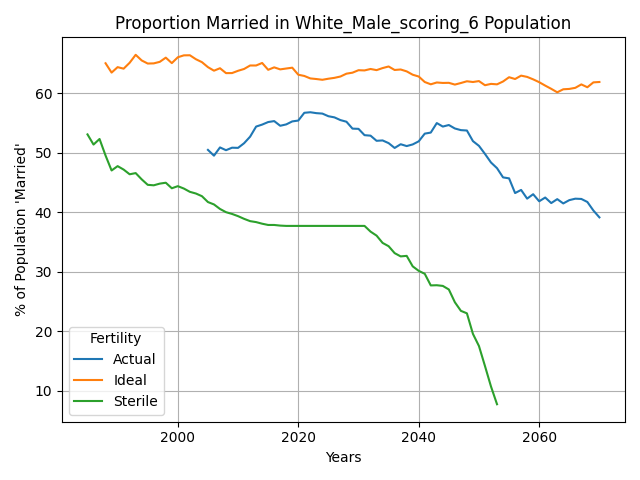 Proportion Married in White_Male_scoring_6 Population
% of Population 'Married'
60
50
40
30
20
10
Fertility
Actual
Ideal
Sterile
2000 2020 2040 2060
Years